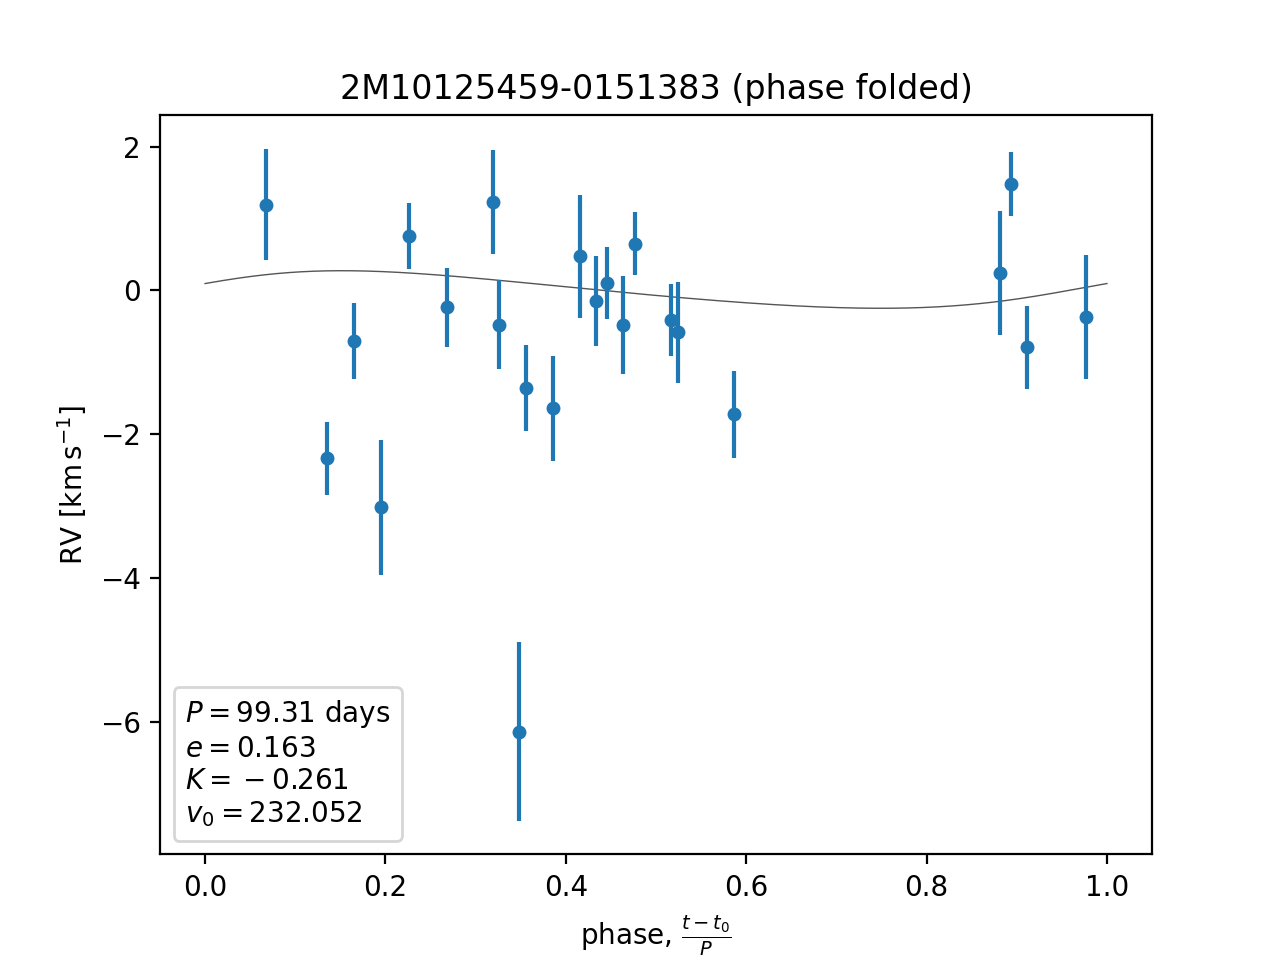 2M10125459-0151383 (phase folded)
2
0
−2
−4
−6
RV [km s⁻¹]
P = 99.31 days
e = 0.163
K = −0.261
v₀ = 232.052
0.0 0.2 0.4 0.6 0.8 1.0
phase, (t − t₀)/P